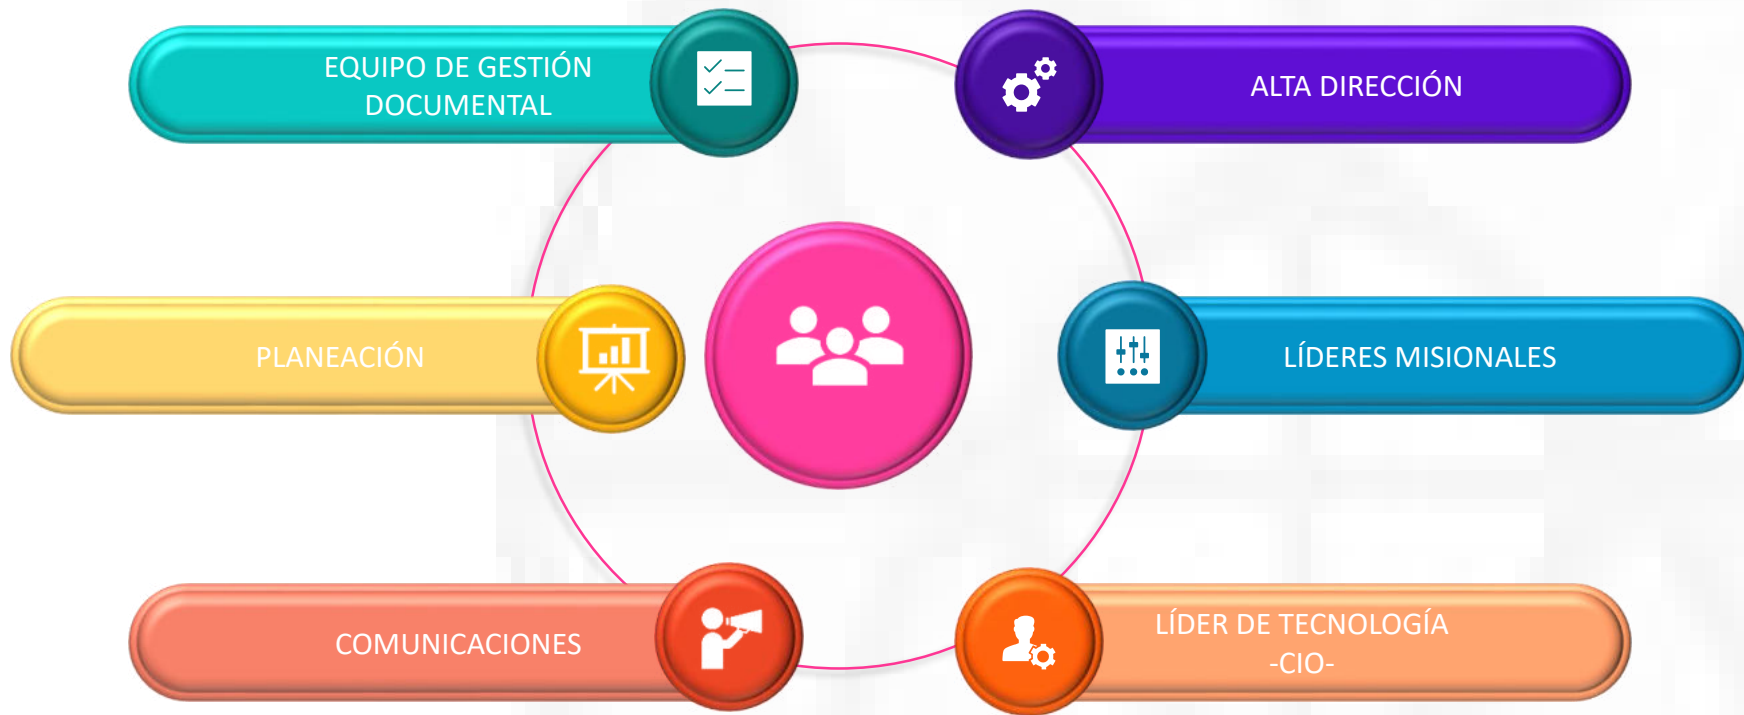 EQUIPO DE GESTIÓN
DOCUMENTAL
ALTA DIRECCIÓN
PLANEACIÓN
LÍDERES MISIONALES
COMUNICACIONES
LÍDER DE TECNOLOGÍA
-CIO-